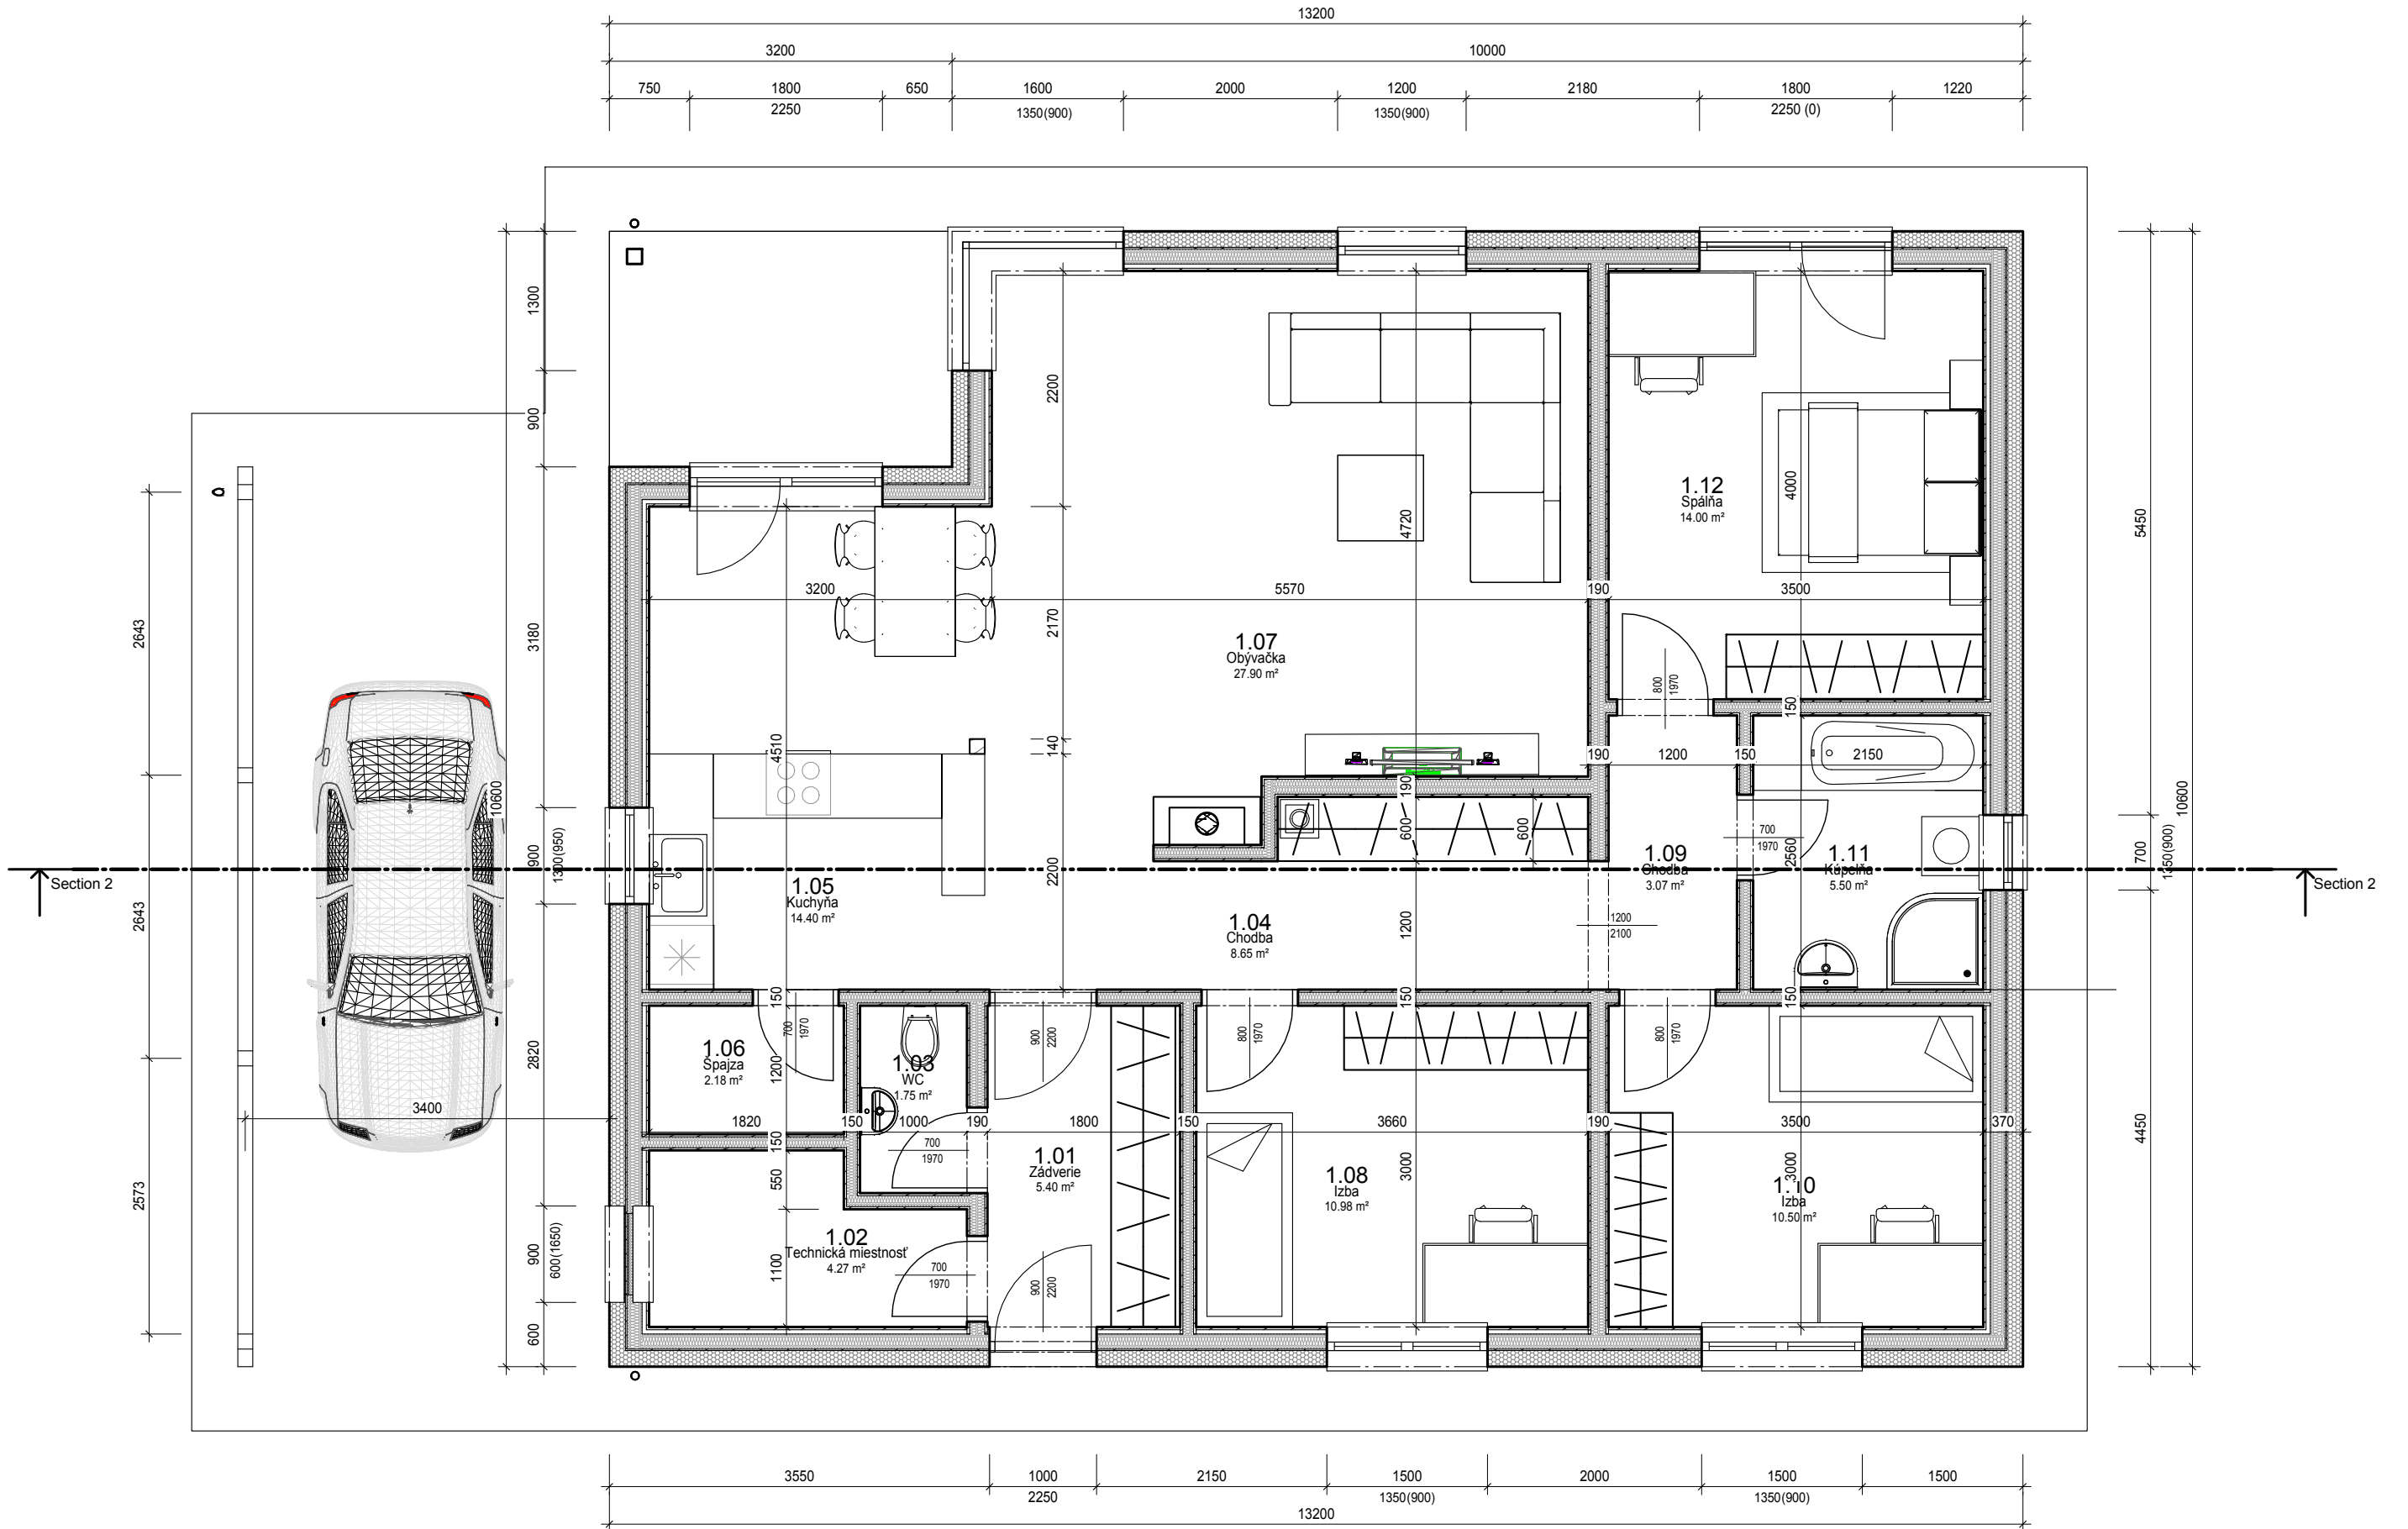 13200
3200 10000
750 1800 650 1600 2000 1200 2180 1800 1220
2250 1350(900) 1350(900) 2250 (0)
1300
900
3180
900
1300(950)
2820
900
600(1650)
600
10600
2643
2643
2573
3400
5450
700
1350(900)
4450
10600
2200
2170
140
2200
4720
4000
1.12
Spálňa
14.00 m²
3200 5570 190 3500
1.07
Obývačka
27.90 m²
800
1970
150
4510
190 1200 150 2150
190
600
600
700
1970
2560
Section 2
Section 2
1.05
Kuchyňa
14.40 m²
1.04
Chodba
8.65 m²
1200
1200
2100
1.09
Chodba
3.07 m²
1.11
Kúpeľňa
5.50 m²
150
150
150
700
1970
900
2200
800
1970
800
1970
1.06
Špajza
2.18 m²
1200
1.03
WC
1.75 m²
1820 150 1000 190 1800 150 3660 190 3500 370
150
700
1970
550
1.01
Zádverie
5.40 m²
1.08
Izba
10.98 m²
3000
3000
1.10
Izba
10.50 m²
1.02
Technická miestnosť
4.27 m²
1100
700
1970
900
2200
3550 1000 2150 1500 2000 1500 1500
2250 1350(900) 1350(900)
13200